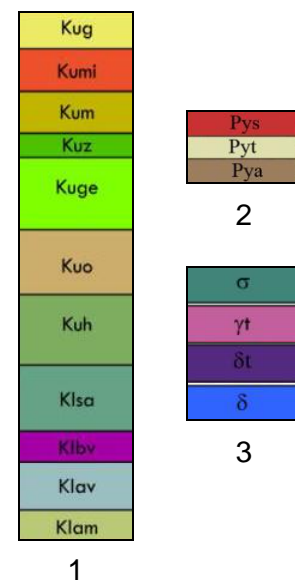 Kug
Kumi
Kum
Kuz
Kuge
Kuo
Kuh
Klsa
Klbv
Klav
Klam
1
Pys
Pyt
Pya
2
σ
γt
δt
δ
3